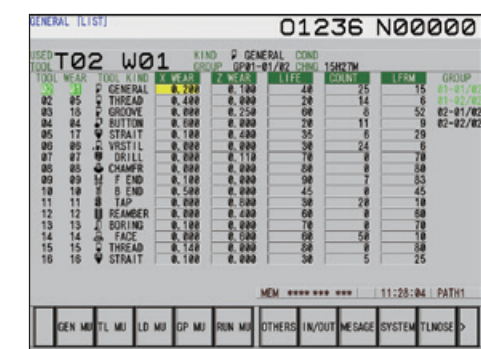 GENERAL [LIST] O1236 N00000
USED TOOL T02 W01 KIND GENERAL COND
GROUP GP01-01/02 CHNG 15H27M
TOOL WEAR TOOL KIND X WEAR Z WEAR LIFE COUNT LFRM GROUP
GENERAL 0.200 0.100 40 25 15 01-01/02
02 05 THREAD 0.400 0.000 20 14 6 01-02/02
03 16 GROOVE 0.000 0.250 60 8 52 02-01/02
04 04 BUTTON 0.600 0.000 20 11 9 02-02/02
05 17 STRAIT 0.100 0.400 35 6 29
06 06 VRSTIL 0.000 0.000 30 24 6
07 07 DRILL 0.000 0.110 70 0 70
08 08 CHAMFR 0.000 0.000 80 0 80
09 09 F END 0.100 0.000 90 7 83
10 10 B END 0.500 0.000 45 0 45
11 11 TAP 0.000 0.800 30 20 10
12 12 REAMBER 0.000 0.400 60 0 60
13 13 BORING 0.100 0.000 70 0 70
14 14 FACE 0.000 0.600 60 50 10
15 15 THREAD 0.140 0.000 80 0 80
16 16 STRAIT 0.100 0.000 30 5 25
MEM **** *** *** 11:28:04 PATH1
GEN MU TL MU LD MU GP MU RUN MU OTHERS IN/OUT MESAGE SYSTEM TLNOSE >